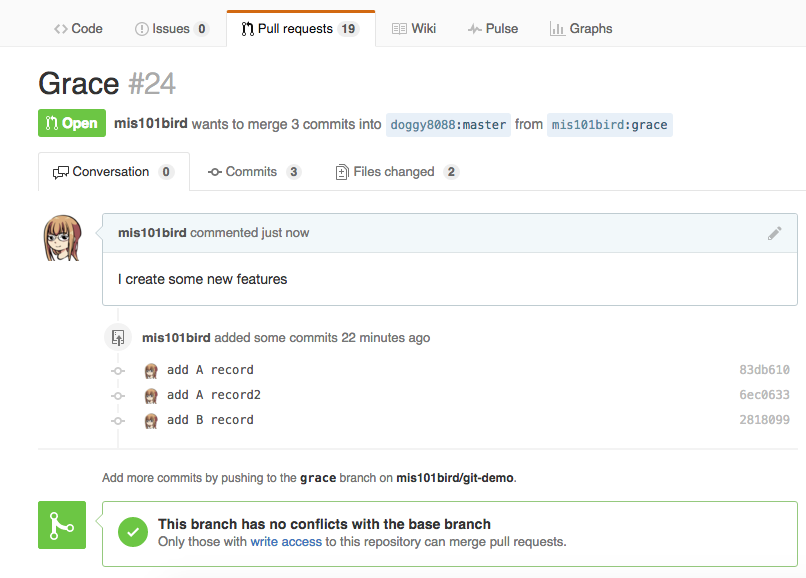 Code Issues 0 Pull requests 19 Wiki Pulse Graphs
Grace #24
Open mis101bird wants to merge 3 commits into doggy8088:master from mis101bird:grace
Conversation 0 Commits 3 Files changed 2
mis101bird commented just now
I create some new features
mis101bird added some commits 22 minutes ago
add A record 83db610
add A record2 6ec0633
add B record 2818099
Add more commits by pushing to the grace branch on mis101bird/git-demo.
This branch has no conflicts with the base branch
Only those with write access to this repository can merge pull requests.